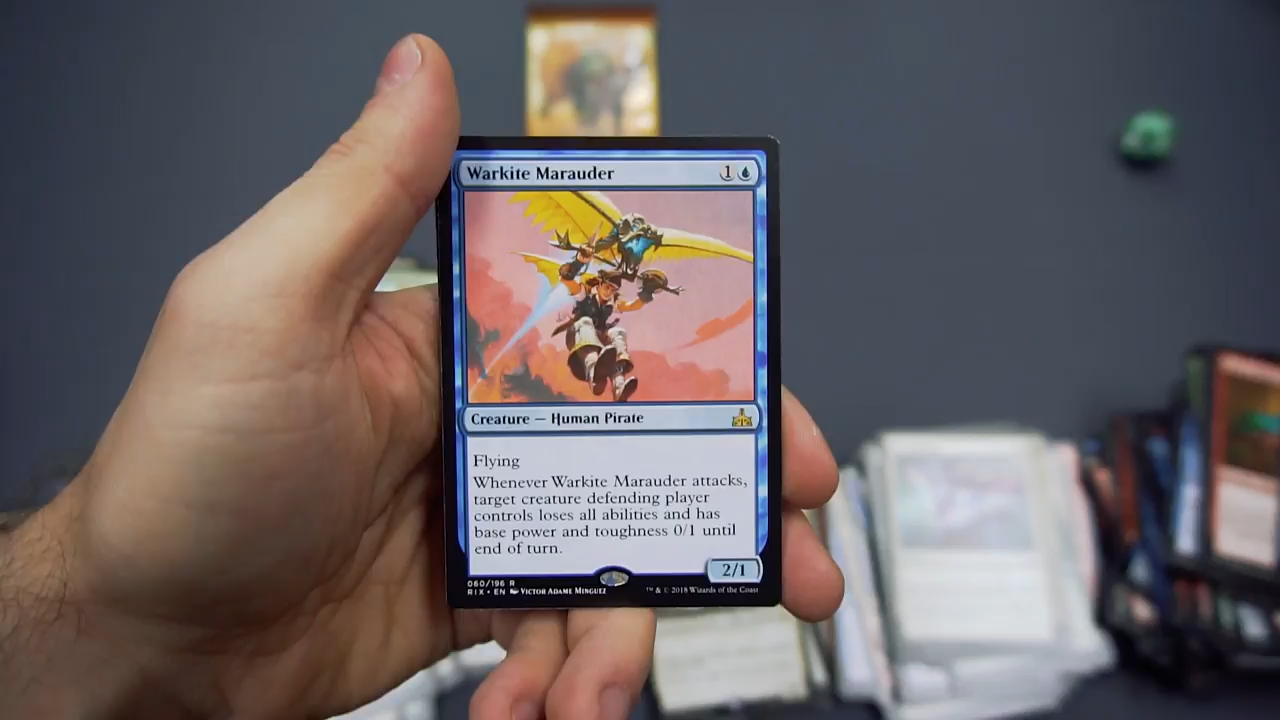 Warkite Marauder 1
Creature — Human Pirate
Flying
Whenever Warkite Marauder attacks,
target creature defending player
controls loses all abilities and has
base power and toughness 0/1 until
end of turn.
2/1
060/196 R
RIX • EN Victor Adame Minguez
™ & © 2018 Wizards of the Coast